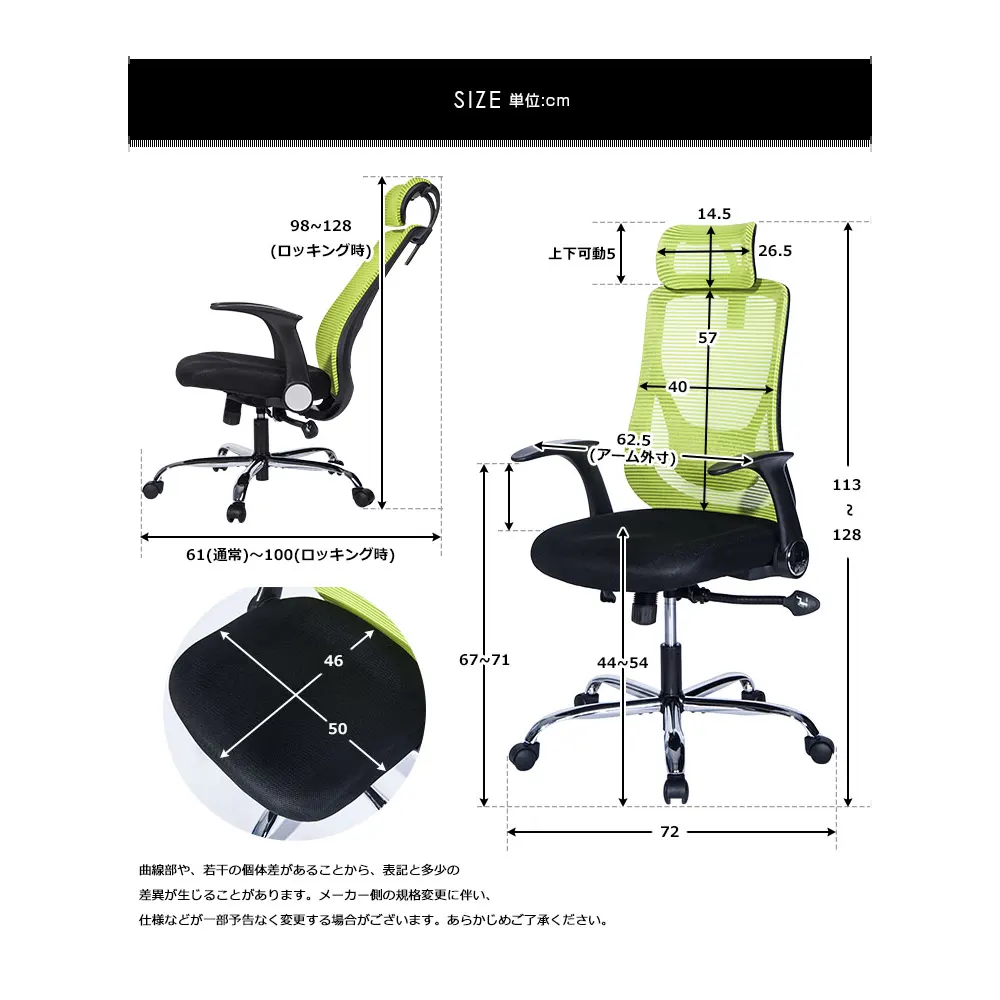 SIZE 単位:cm
98~128
(ロッキング時)
61(通常)~100(ロッキング時)
14.5
上下可動5
26.5
57
40
62.5
(アーム外寸)
113
~
128
67~71
44~54
72
46
50
曲線部や、若干の個体差があることから、表記と多少の
差異が生じることがあります。メーカー側の規格変更に伴い、
仕様などが一部予告なく変更する場合がございます。あらかじめご了承ください。